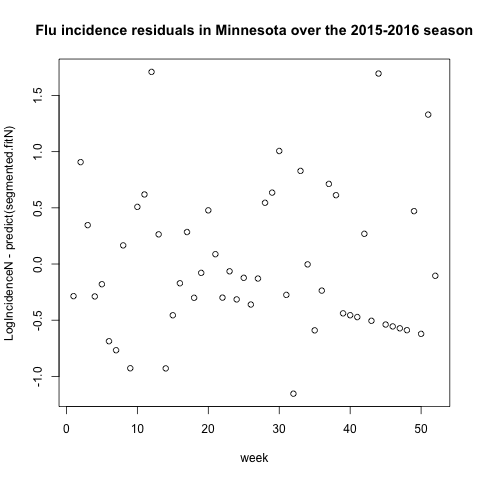 Flu incidence residuals in Minnesota over the 2015-2016 season
LogIncidenceN - predict(segmented.fitN)
1.5
1.0
0.5
0.0
-0.5
-1.0
0 10 20 30 40 50
week